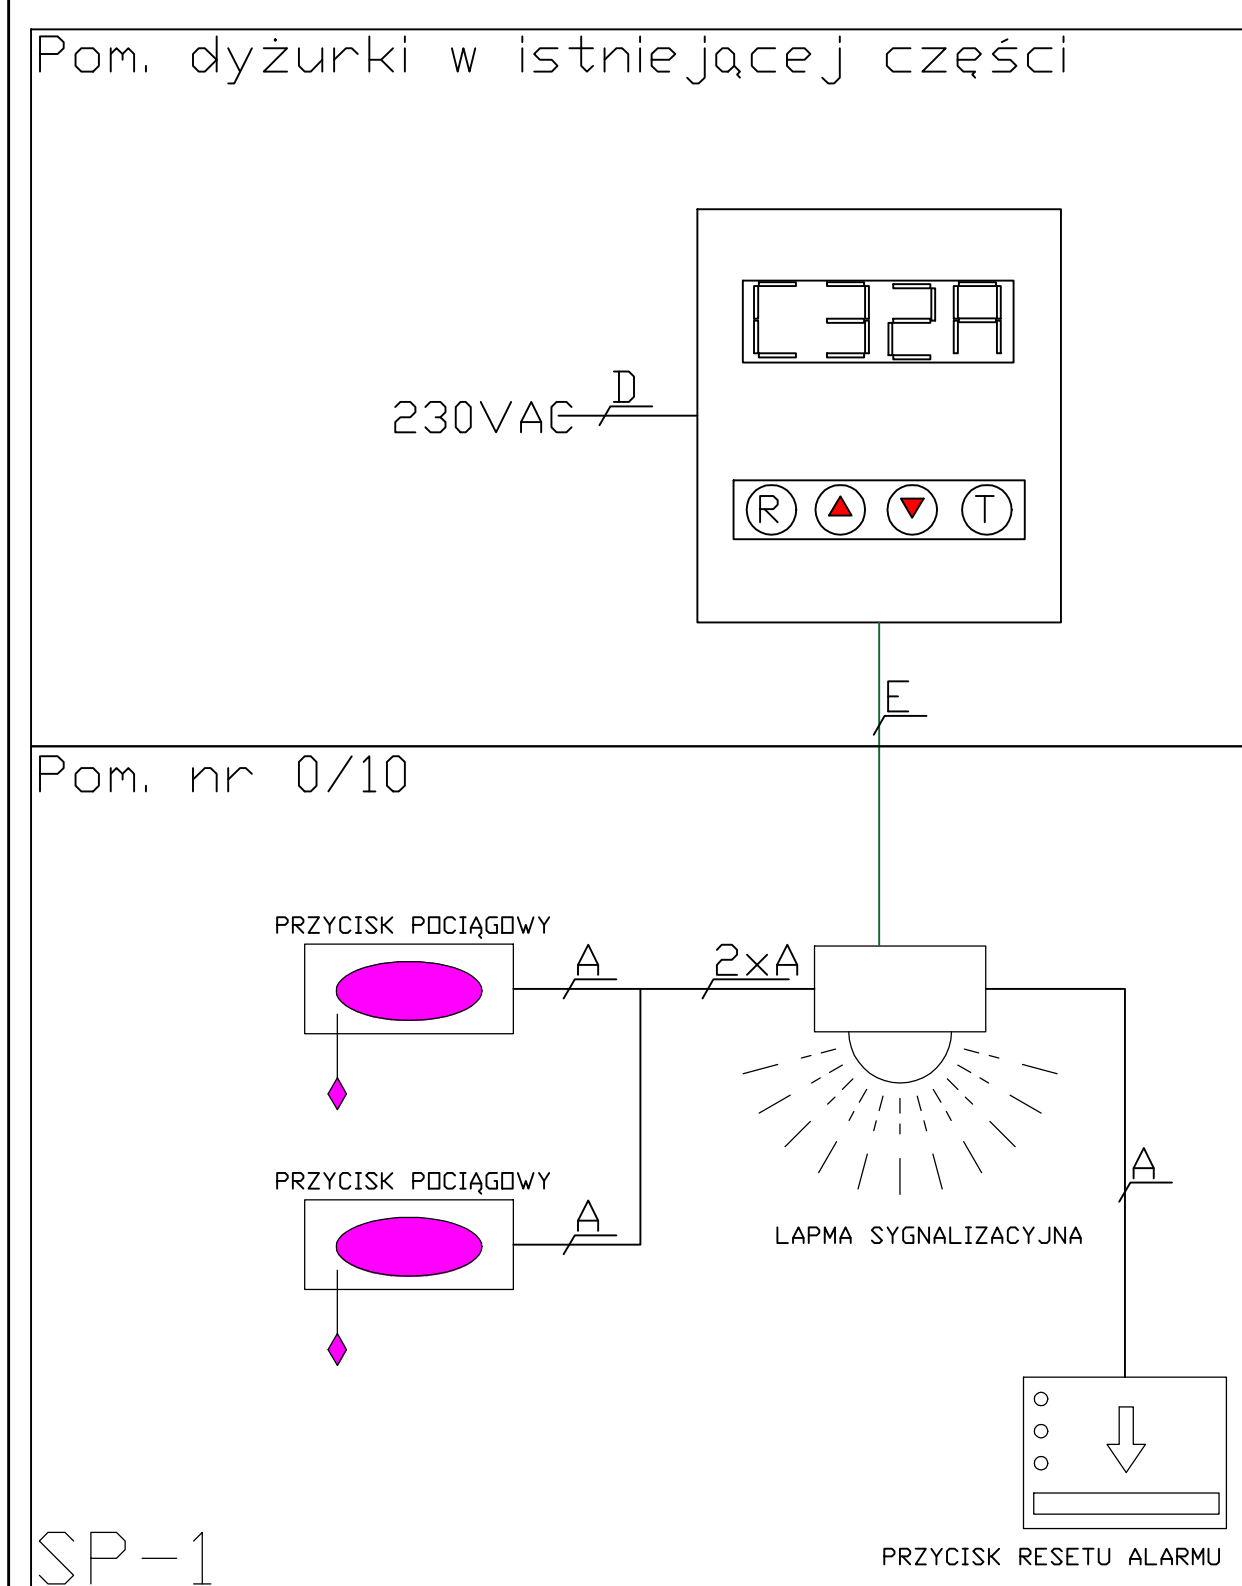 Pom. dyżurki w istniejącej części
C32A
D
230VAC
R T
E
Pom. nr 0/10
PRZYCISK POCIĄGOWY
A
2xA
PRZYCISK POCIĄGOWY
A
A
LAPMA SYGNALIZACYJNA
PRZYCISK RESETU ALARMU
SP-1